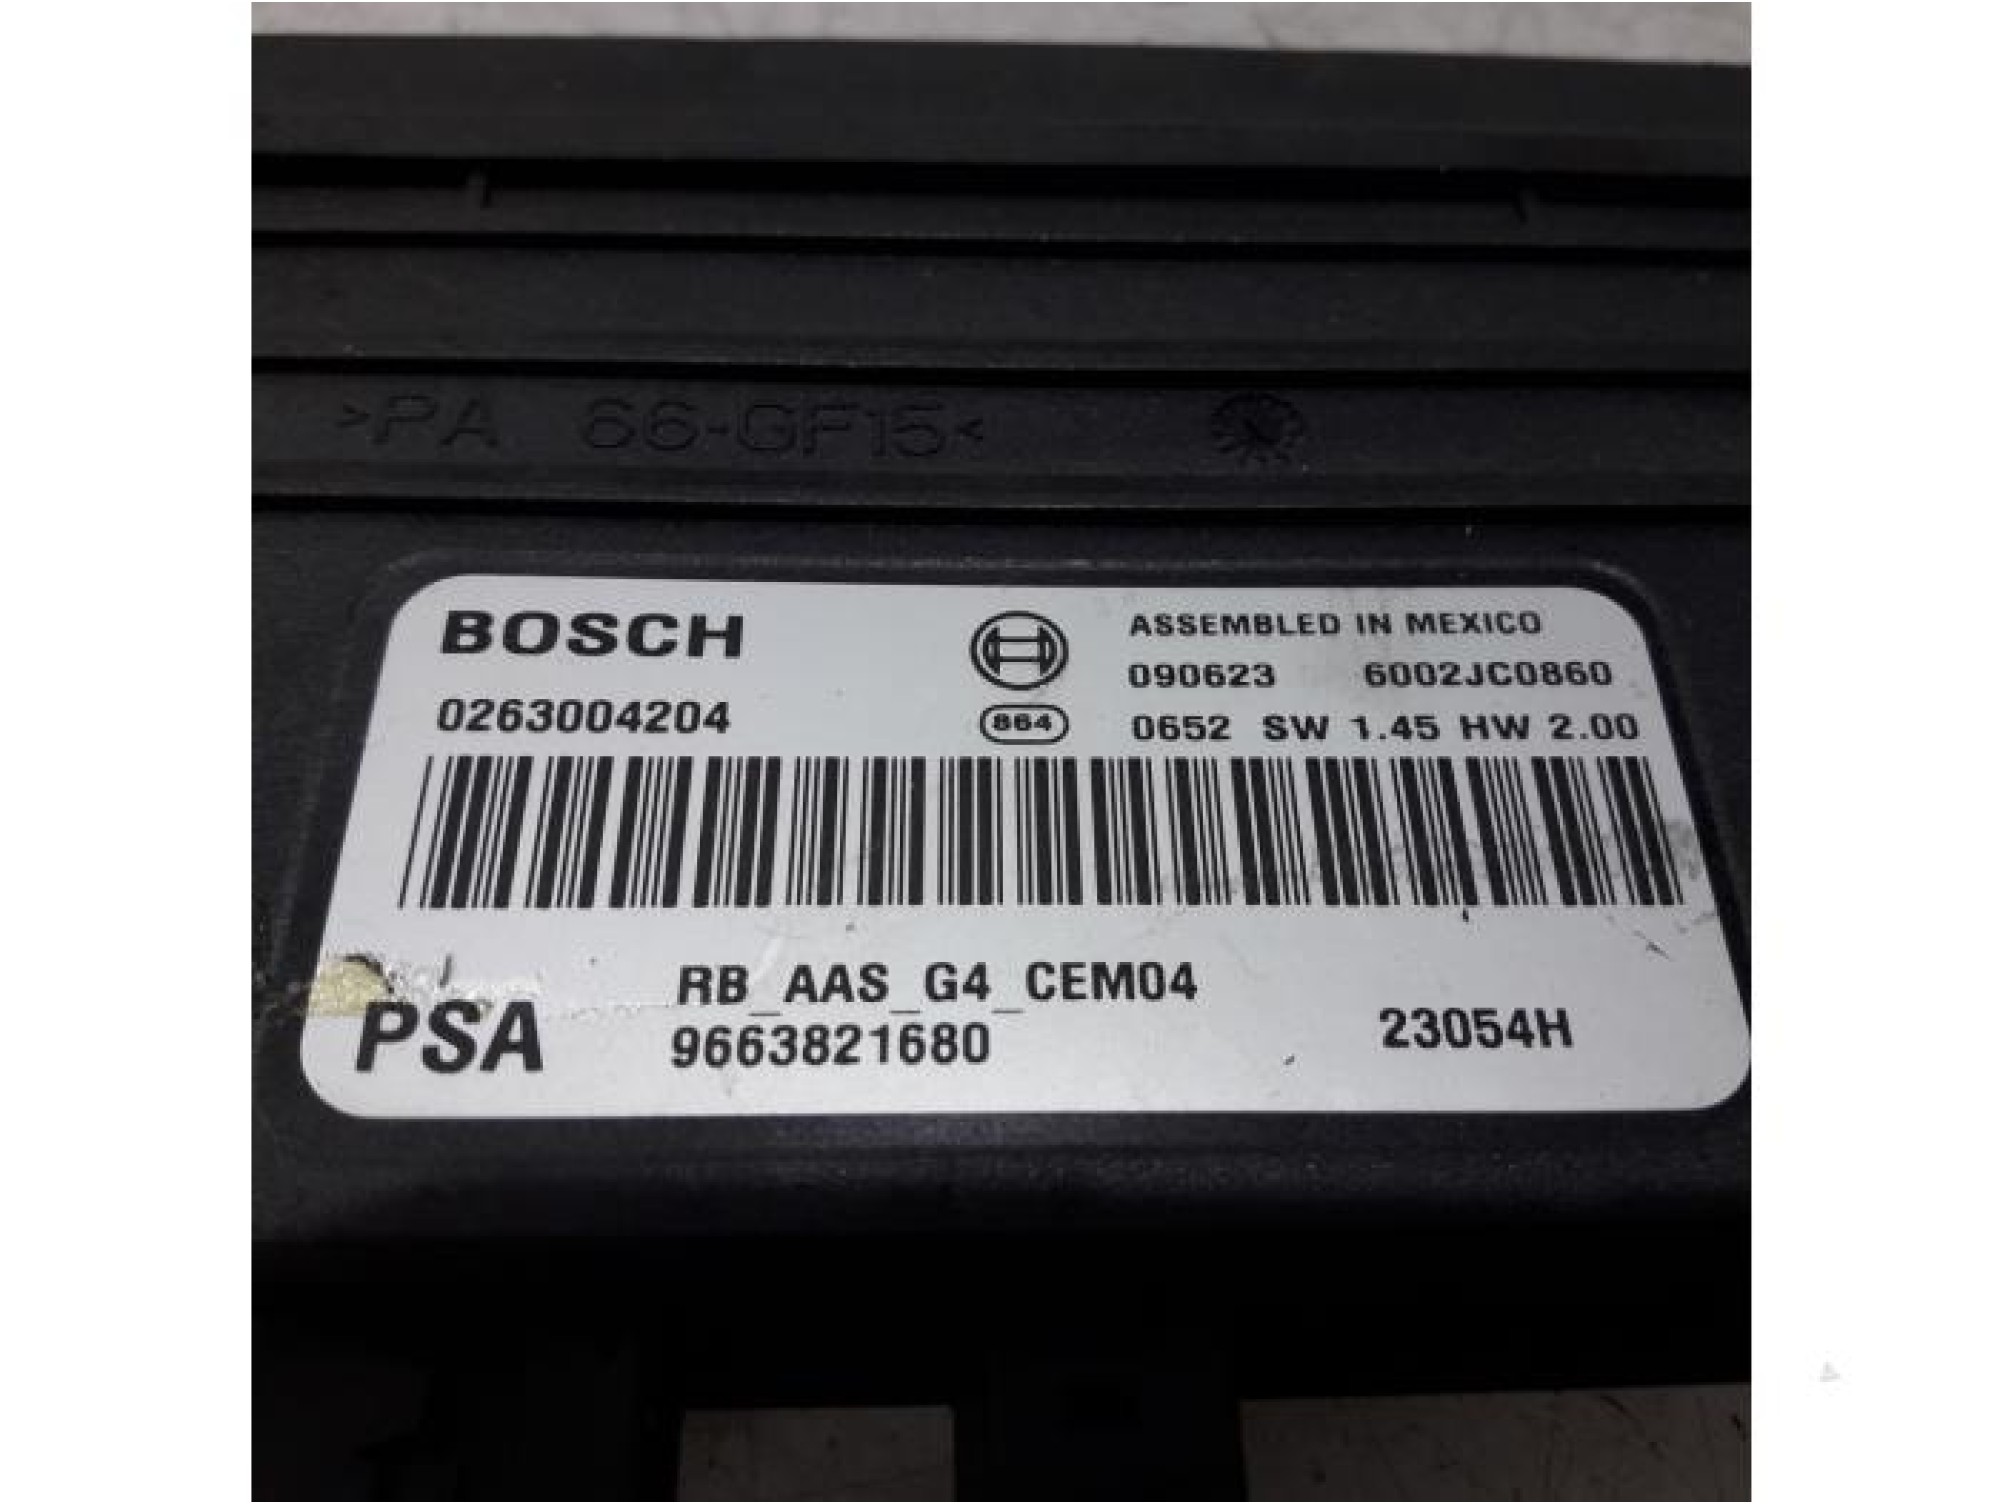 >PA 66-GF15<
BOSCH
ASSEMBLED IN MEXICO
090623 6002JC0860
0263004204
864
0652 SW 1.45 HW 2.00
RB_AAS_G4_CEM04
PSA
9663821680
23054H